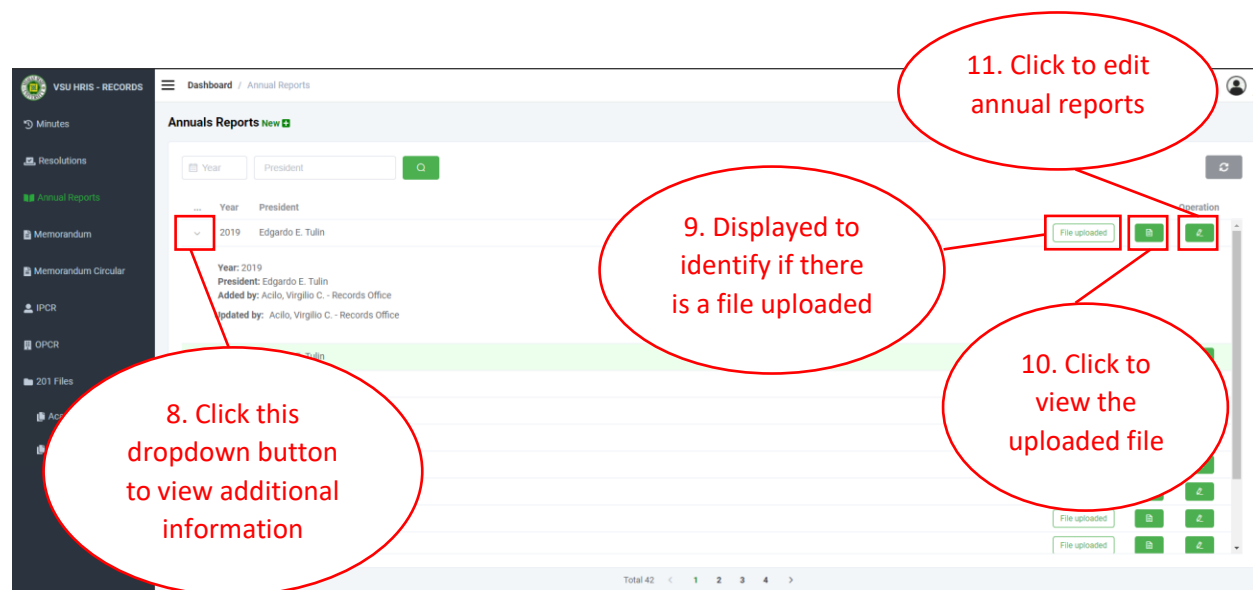 11. Click to edit
annual reports
VSU HRIS - RECORDS
Dashboard / Annual Reports
Minutes
Annuals Reports New
Resolutions
Year
President
Annual Reports
... Year President
Operation
Memorandum
2019 Edgardo E. Tulin
File uploaded
9. Displayed to
identify if there
is a file uploaded
Memorandum Circular
Year: 2019
President: Edgardo E. Tulin
Added by: Acilo, Virgilio C. - Records Office
Updated by: Acilo, Virgilio C. - Records Office
IPCR
OPCR
Tulin
201 Files
10. Click to
view the
uploaded file
8. Click this
dropdown button
to view additional
information
File uploaded
File uploaded
Total 42 < 1 2 3 4 >